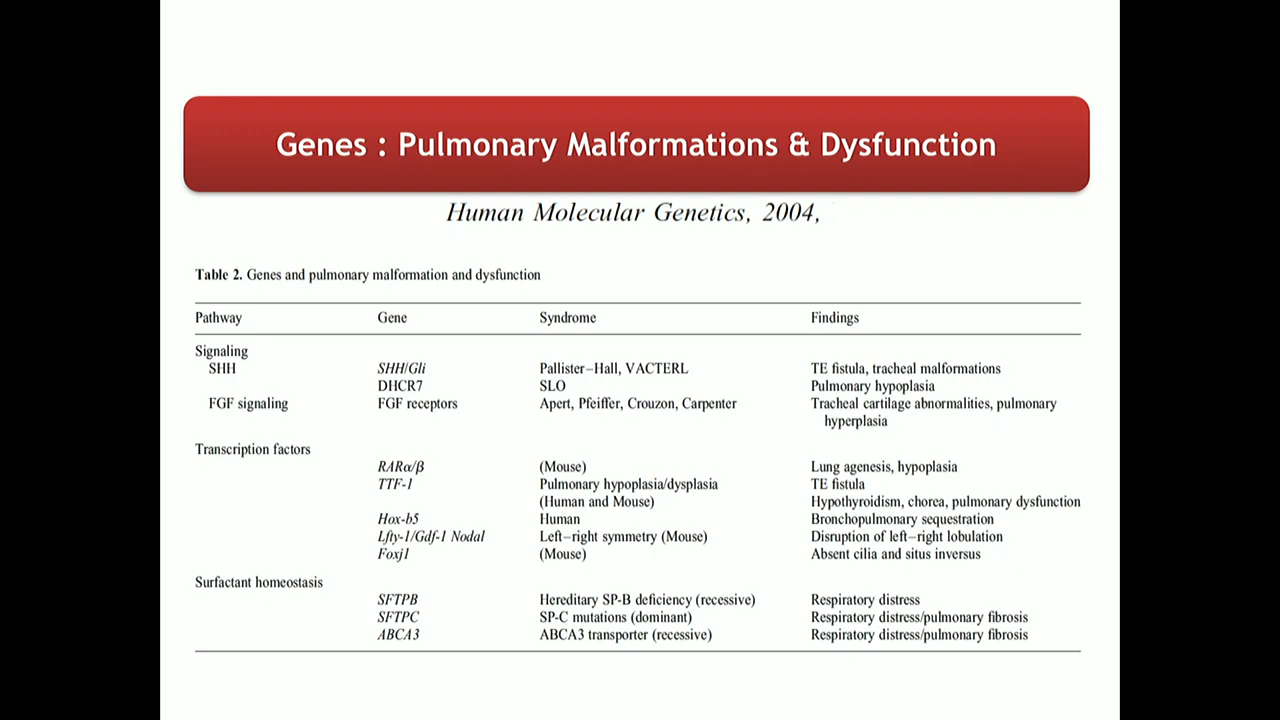 Genes : Pulmonary Malformations & Dysfunction
Human Molecular Genetics, 2004,
Table 2. Genes and pulmonary malformation and dysfunction
Pathway Gene Syndrome Findings
Signaling
SHH SHH/Gli Pallister–Hall, VACTERL TE fistula, tracheal malformations
DHCR7 SLO Pulmonary hypoplasia
FGF signaling FGF receptors Apert, Pfeiffer, Crouzon, Carpenter Tracheal cartilage abnormalities, pulmonary
hyperplasia
Transcription factors
RARα/β (Mouse) Lung agenesis, hypoplasia
TTF-1 Pulmonary hypoplasia/dysplasia TE fistula
(Human and Mouse) Hypothyroidism, chorea, pulmonary dysfunction
Hox-b5 Human Bronchopulmonary sequestration
Lfty-1/Gdf-1 Nodal Left–right symmetry (Mouse) Disruption of left–right lobulation
Foxj1 (Mouse) Absent cilia and situs inversus
Surfactant homeostasis
SFTPB Hereditary SP-B deficiency (recessive) Respiratory distress
SFTPC SP-C mutations (dominant) Respiratory distress/pulmonary fibrosis
ABCA3 ABCA3 transporter (recessive) Respiratory distress/pulmonary fibrosis